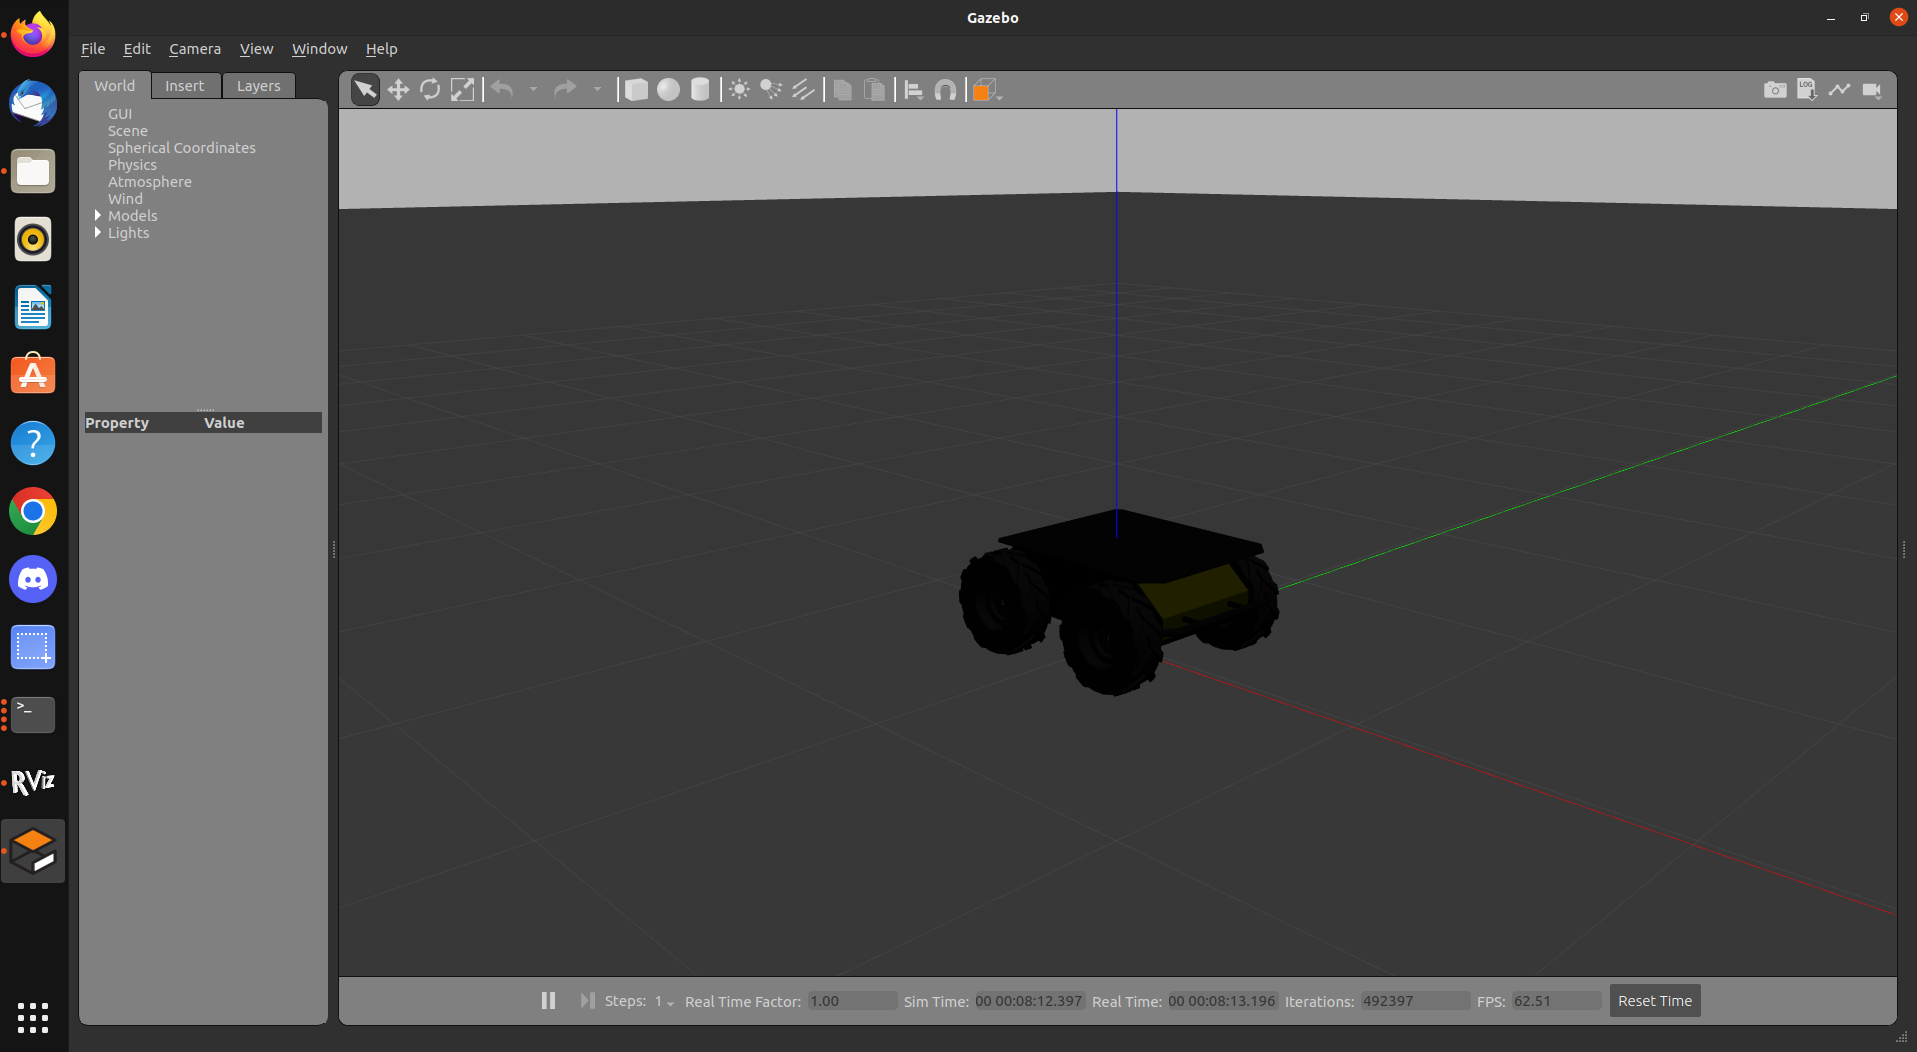 Gazebo
File Edit Camera View Window Help
World Insert Layers
LOG
GUI
Scene
Spherical Coordinates
Physics
Atmosphere
Wind
Models
Lights
Property Value
?
>_
RViz
Steps: 1 Real Time Factor: 1.00 Sim Time: 00 00:08:12.397 Real Time: 00 00:08:13.196 Iterations: 492397 FPS: 62.51 Reset Time